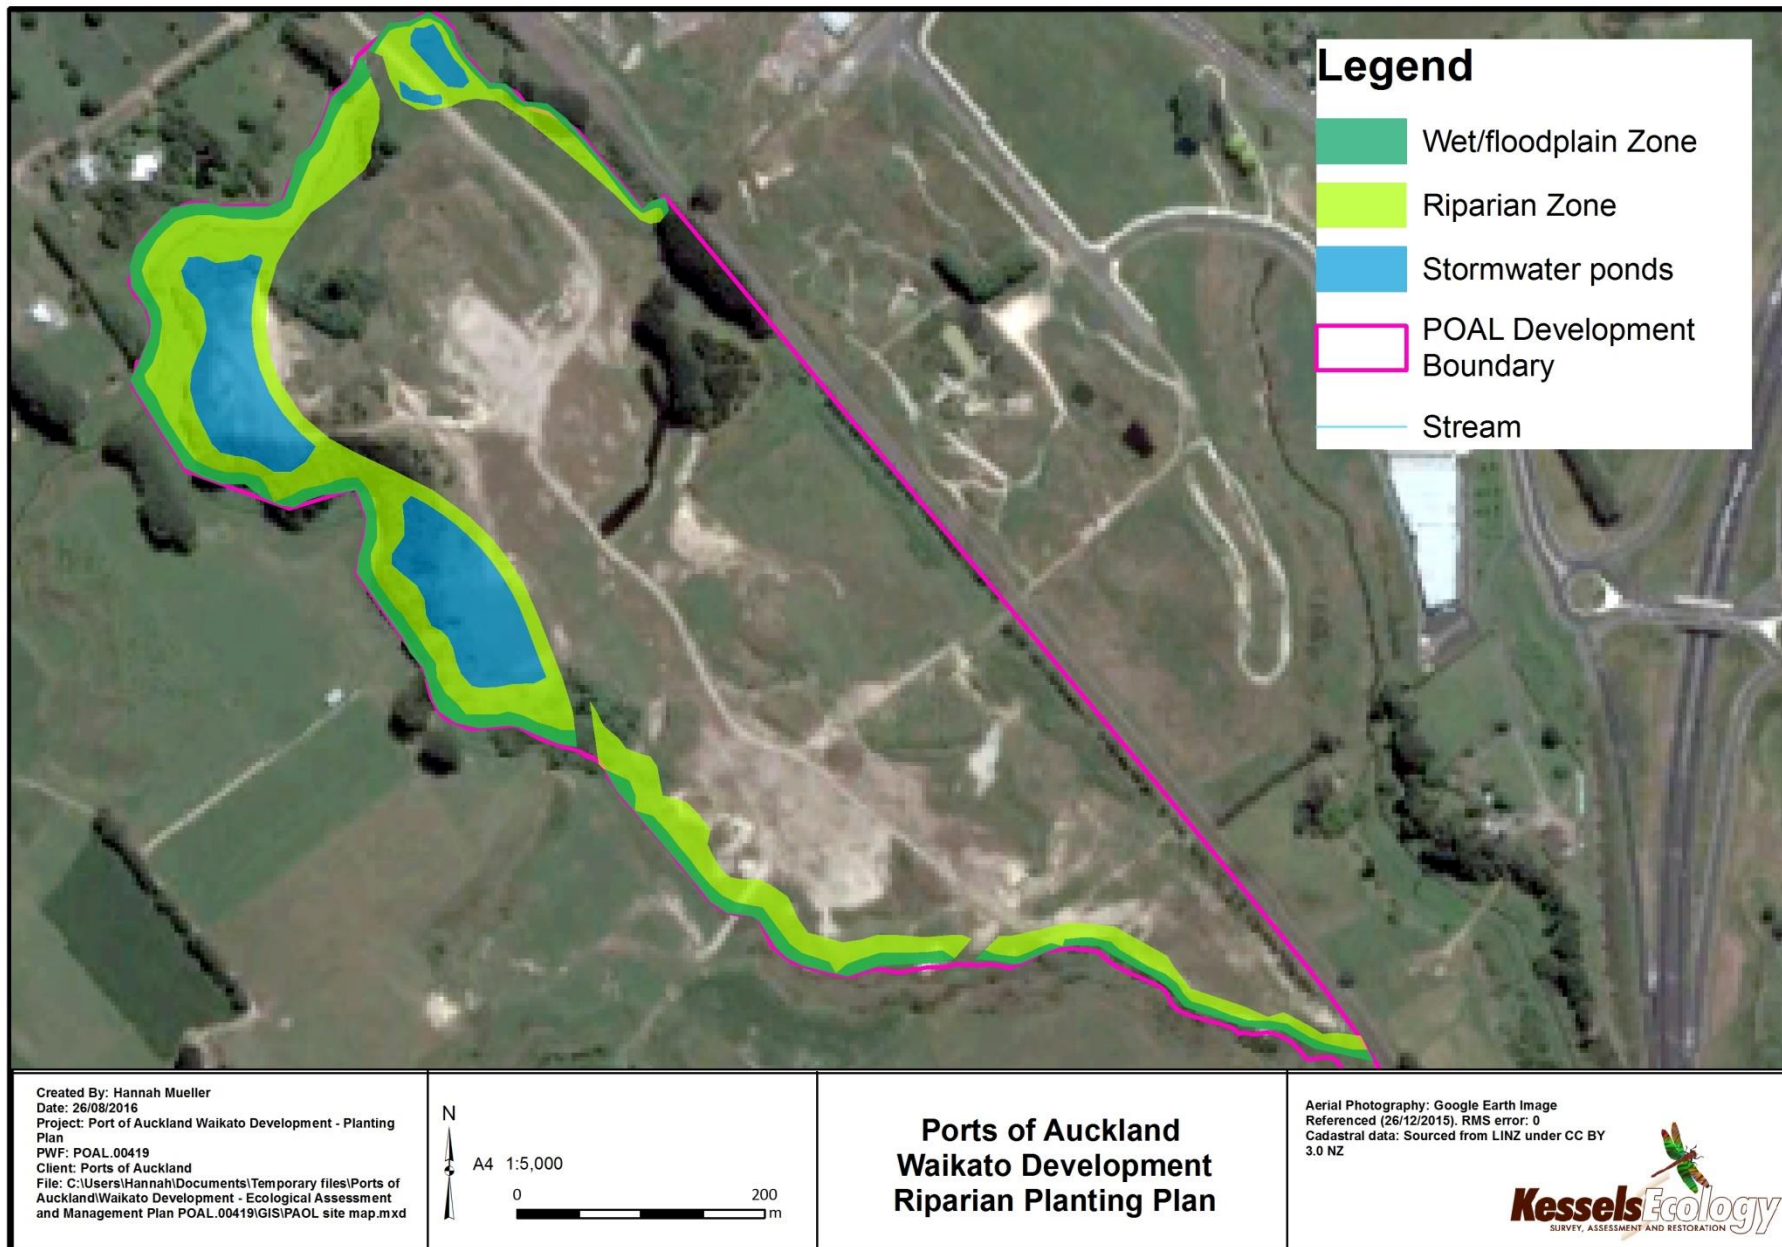 Legend
Wet/floodplain Zone
Riparian Zone
Stormwater ponds
POAL Development
Boundary
Stream
Created By: Hannah Mueller
Date: 26/08/2016
Project: Port of Auckland Waikato Development - Planting
Plan
PWF: POAL.00419
Client: Ports of Auckland
File: C:\Users\Hannah\Documents\Temporary files\Ports of
Auckland\Waikato Development - Ecological Assessment
and Management Plan POAL.00419\GIS\PAOL site map.mxd
N
A4 1:5,000
0 200
m
Ports of Auckland
Waikato Development
Riparian Planting Plan
Aerial Photography: Google Earth Image
Referenced (26/12/2015). RMS error: 0
Cadastral data: Sourced from LINZ under CC BY
3.0 NZ
KesselsEcology
SURVEY, ASSESSMENT AND RESTORATION